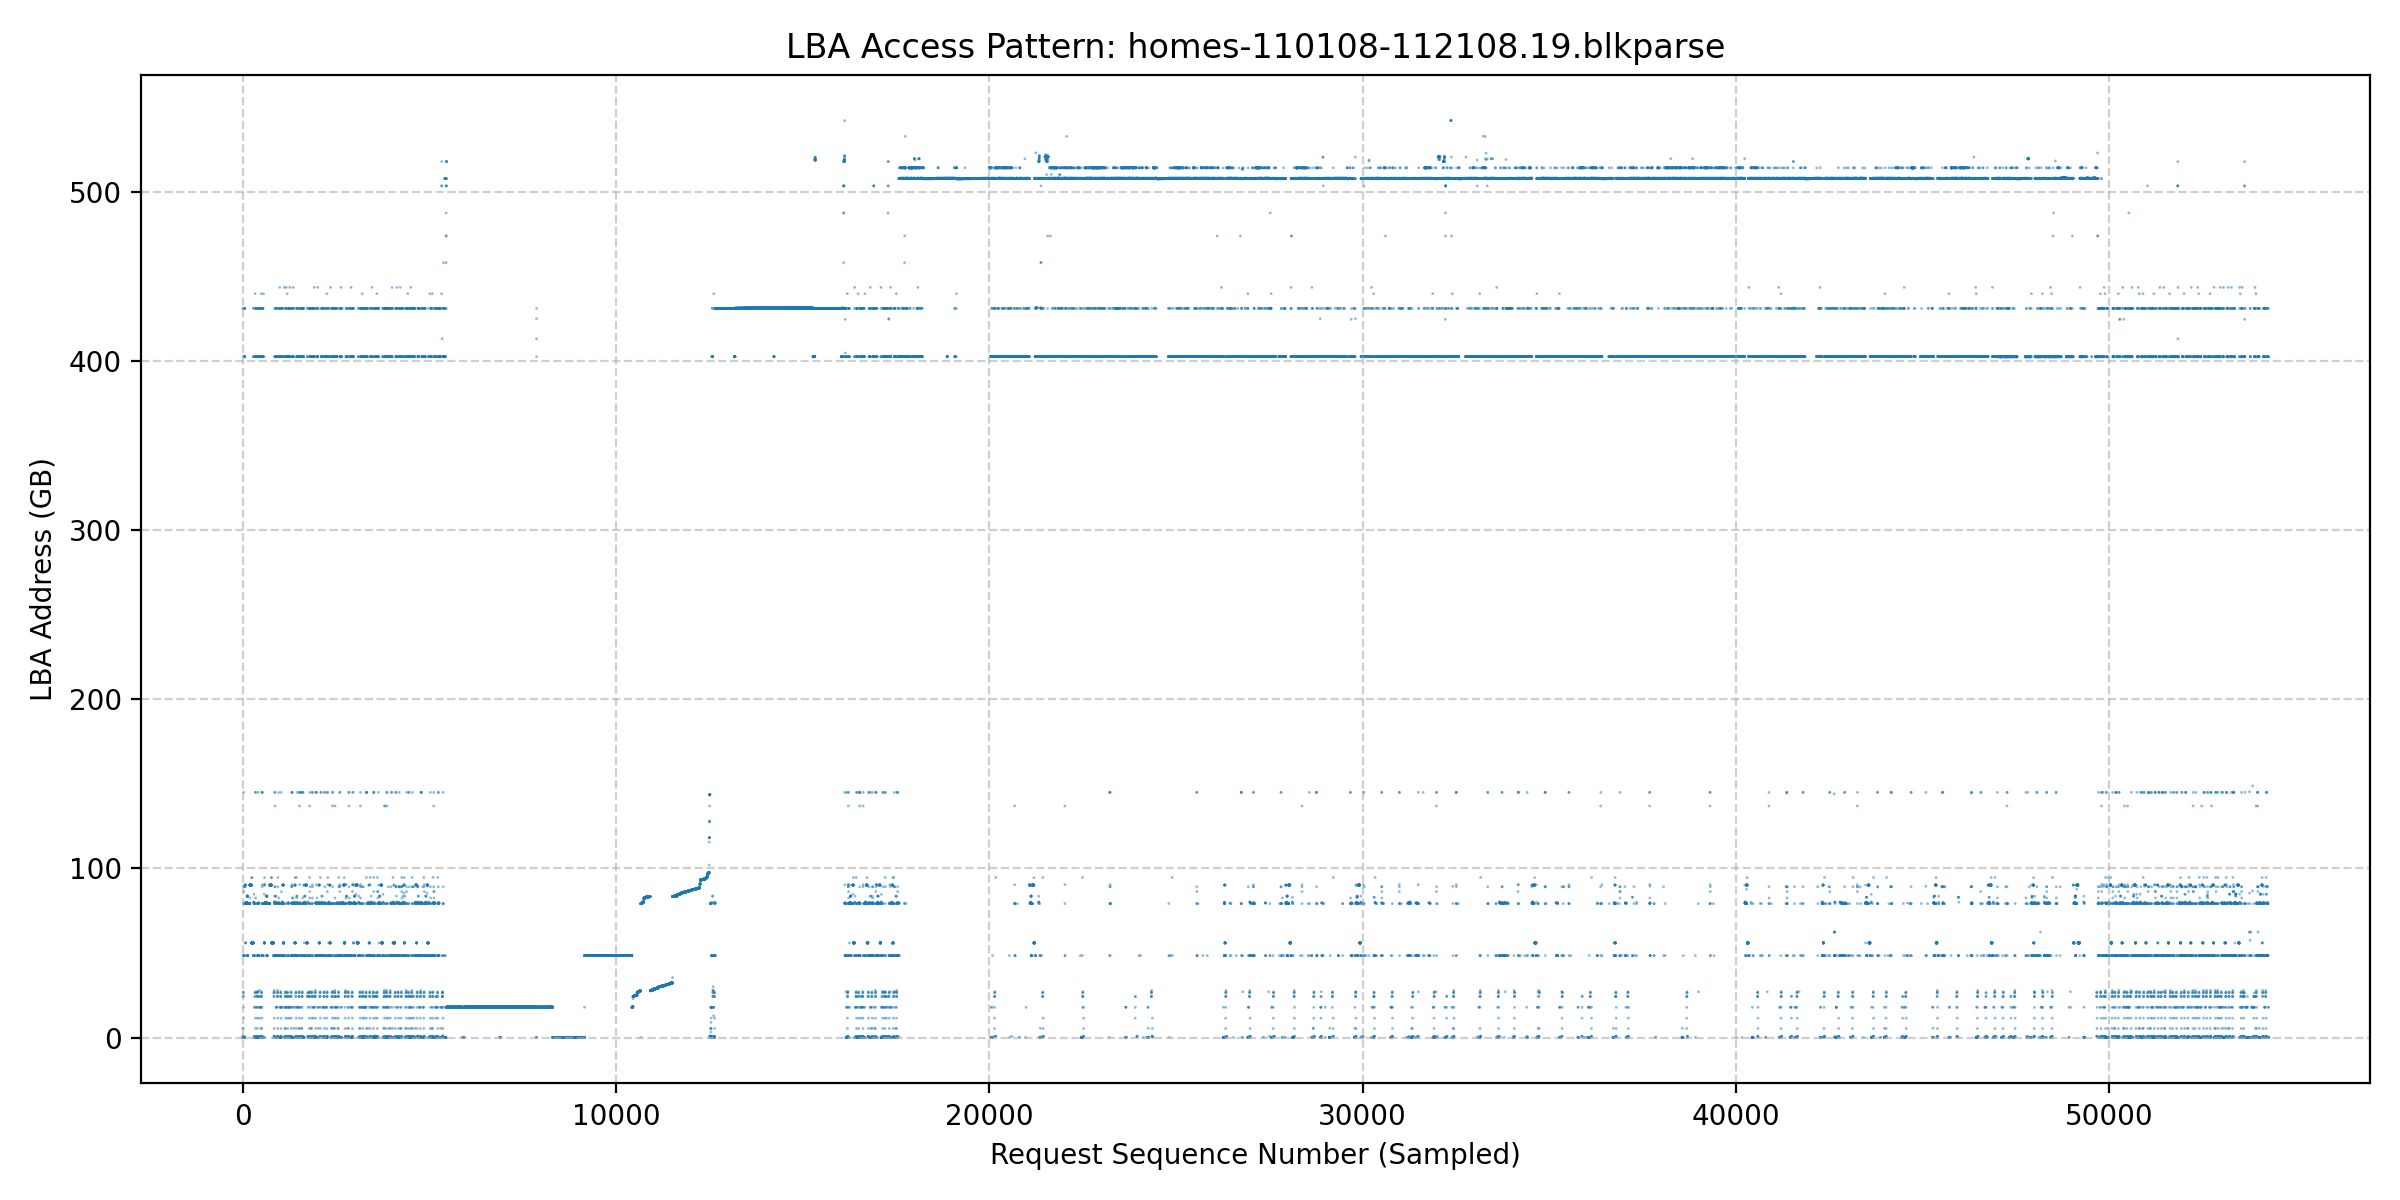 LBA Access Pattern: homes-110108-112108.19.blkparse
LBA Address (GB)
500
400
300
200
100
0
0 10000 20000 30000 40000 50000
Request Sequence Number (Sampled)